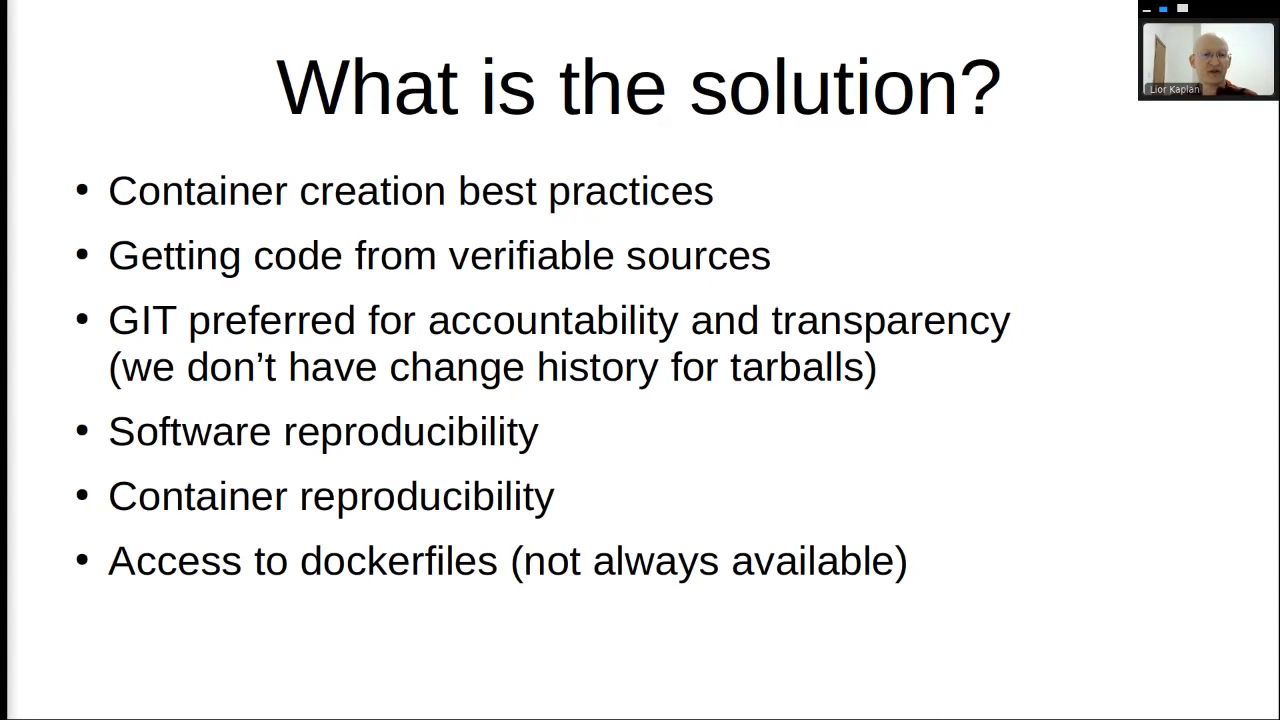 What is the solution?
Lior Kaplan
• Container creation best practices
• Getting code from verifiable sources
• GIT preferred for accountability and transparency
(we don’t have change history for tarballs)
• Software reproducibility
• Container reproducibility
• Access to dockerfiles (not always available)